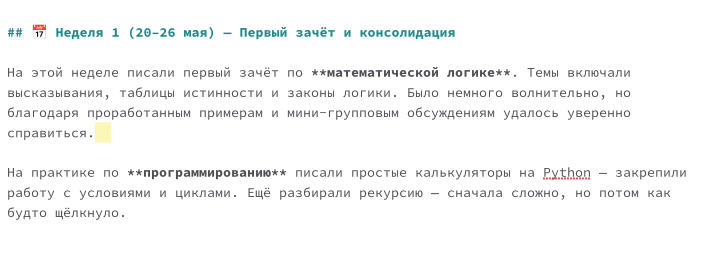 ## 📅 Неделя 1 (20–26 мая) — Первый зачёт и консолидация
На этой неделе писали первый зачёт по **математической логике**. Темы включали
высказывания, таблицы истинности и законы логики. Было немного волнительно, но
благодаря проработанным примерам и мини-групповым обсуждениям удалось уверенно
справиться.
На практике по **программированию** писали простые калькуляторы на Python — закрепили
работу с условиями и циклами. Ещё разбирали рекурсию — сначала сложно, но потом как
будто щёлкнуло.